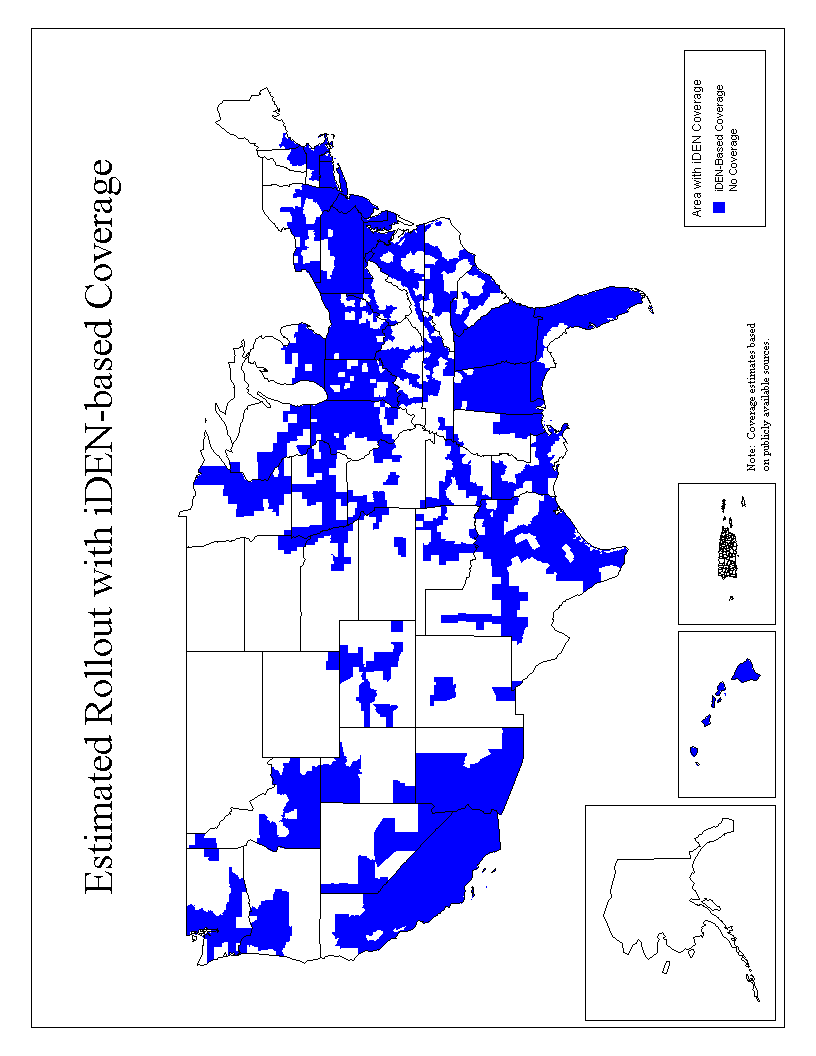 Estimated Rollout with iDEN-based Coverage
Area with iDEN Coverage
iDEN-Based Coverage
No Coverage
Note: Coverage estimates based
on publicly available sources.